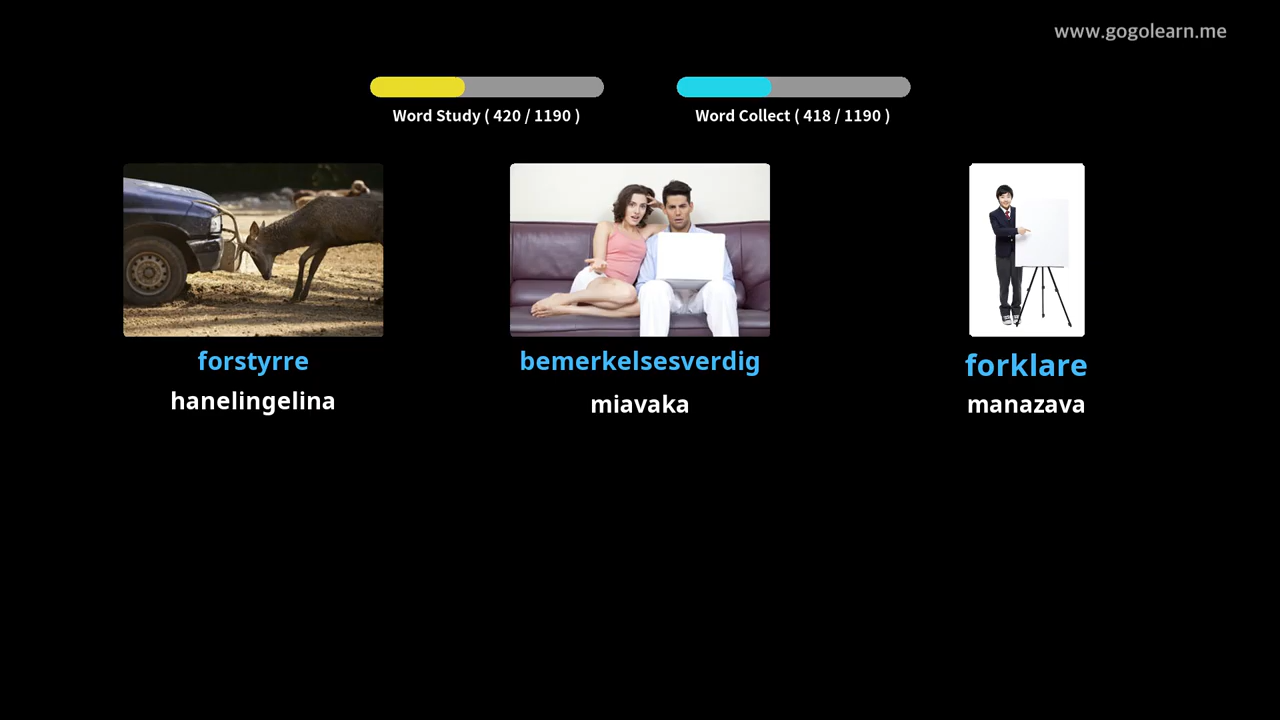 www.gogolearn.me
Word Study ( 420 / 1190 )
Word Collect ( 418 / 1190 )
forstyrre
hanelingelina
bemerkelsesverdig
miavaka
forklare
manazava